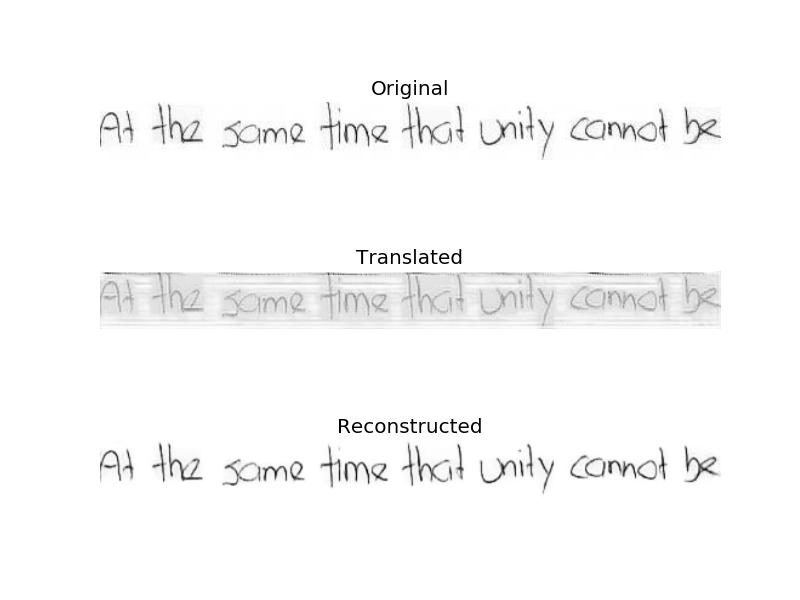 Original
At the same time that unity cannot be
Translated
At the same time that unity cannot be
Reconstructed
At the same time that unity cannot be